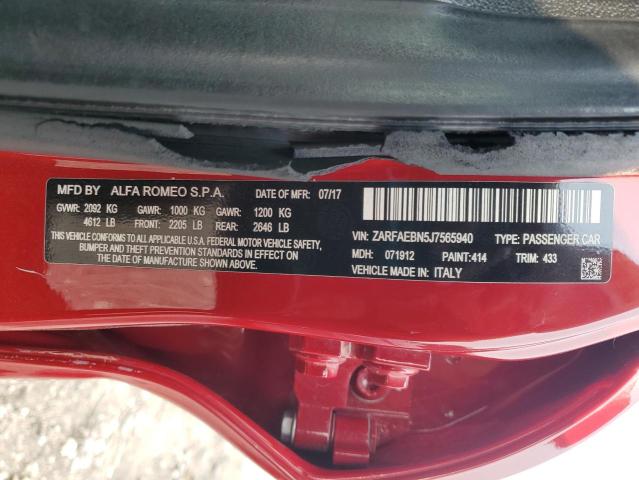 MFD BY ALFA ROMEO S.P.A. DATE OF MFR: 07/17
GVWR: 2092 KG GAWR: 1000 KG GAWR: 1200 KG
4612 LB FRONT: 2205 LB REAR: 2646 LB
THIS VEHICLE CONFORMS TO ALL APPLICABLE U.S.A. FEDERAL MOTOR VEHICLE SAFETY,
BUMPER AND THEFT PREVENTION STANDARDS IN EFFECT ON
THE DATE OF MANUFACTURE SHOWN ABOVE.
VIN: ZARFAEBN5J7565940 TYPE: PASSENGER CAR
MDH: 071912 PAINT:414 TRIM: 433
VEHICLE MADE IN: ITALY